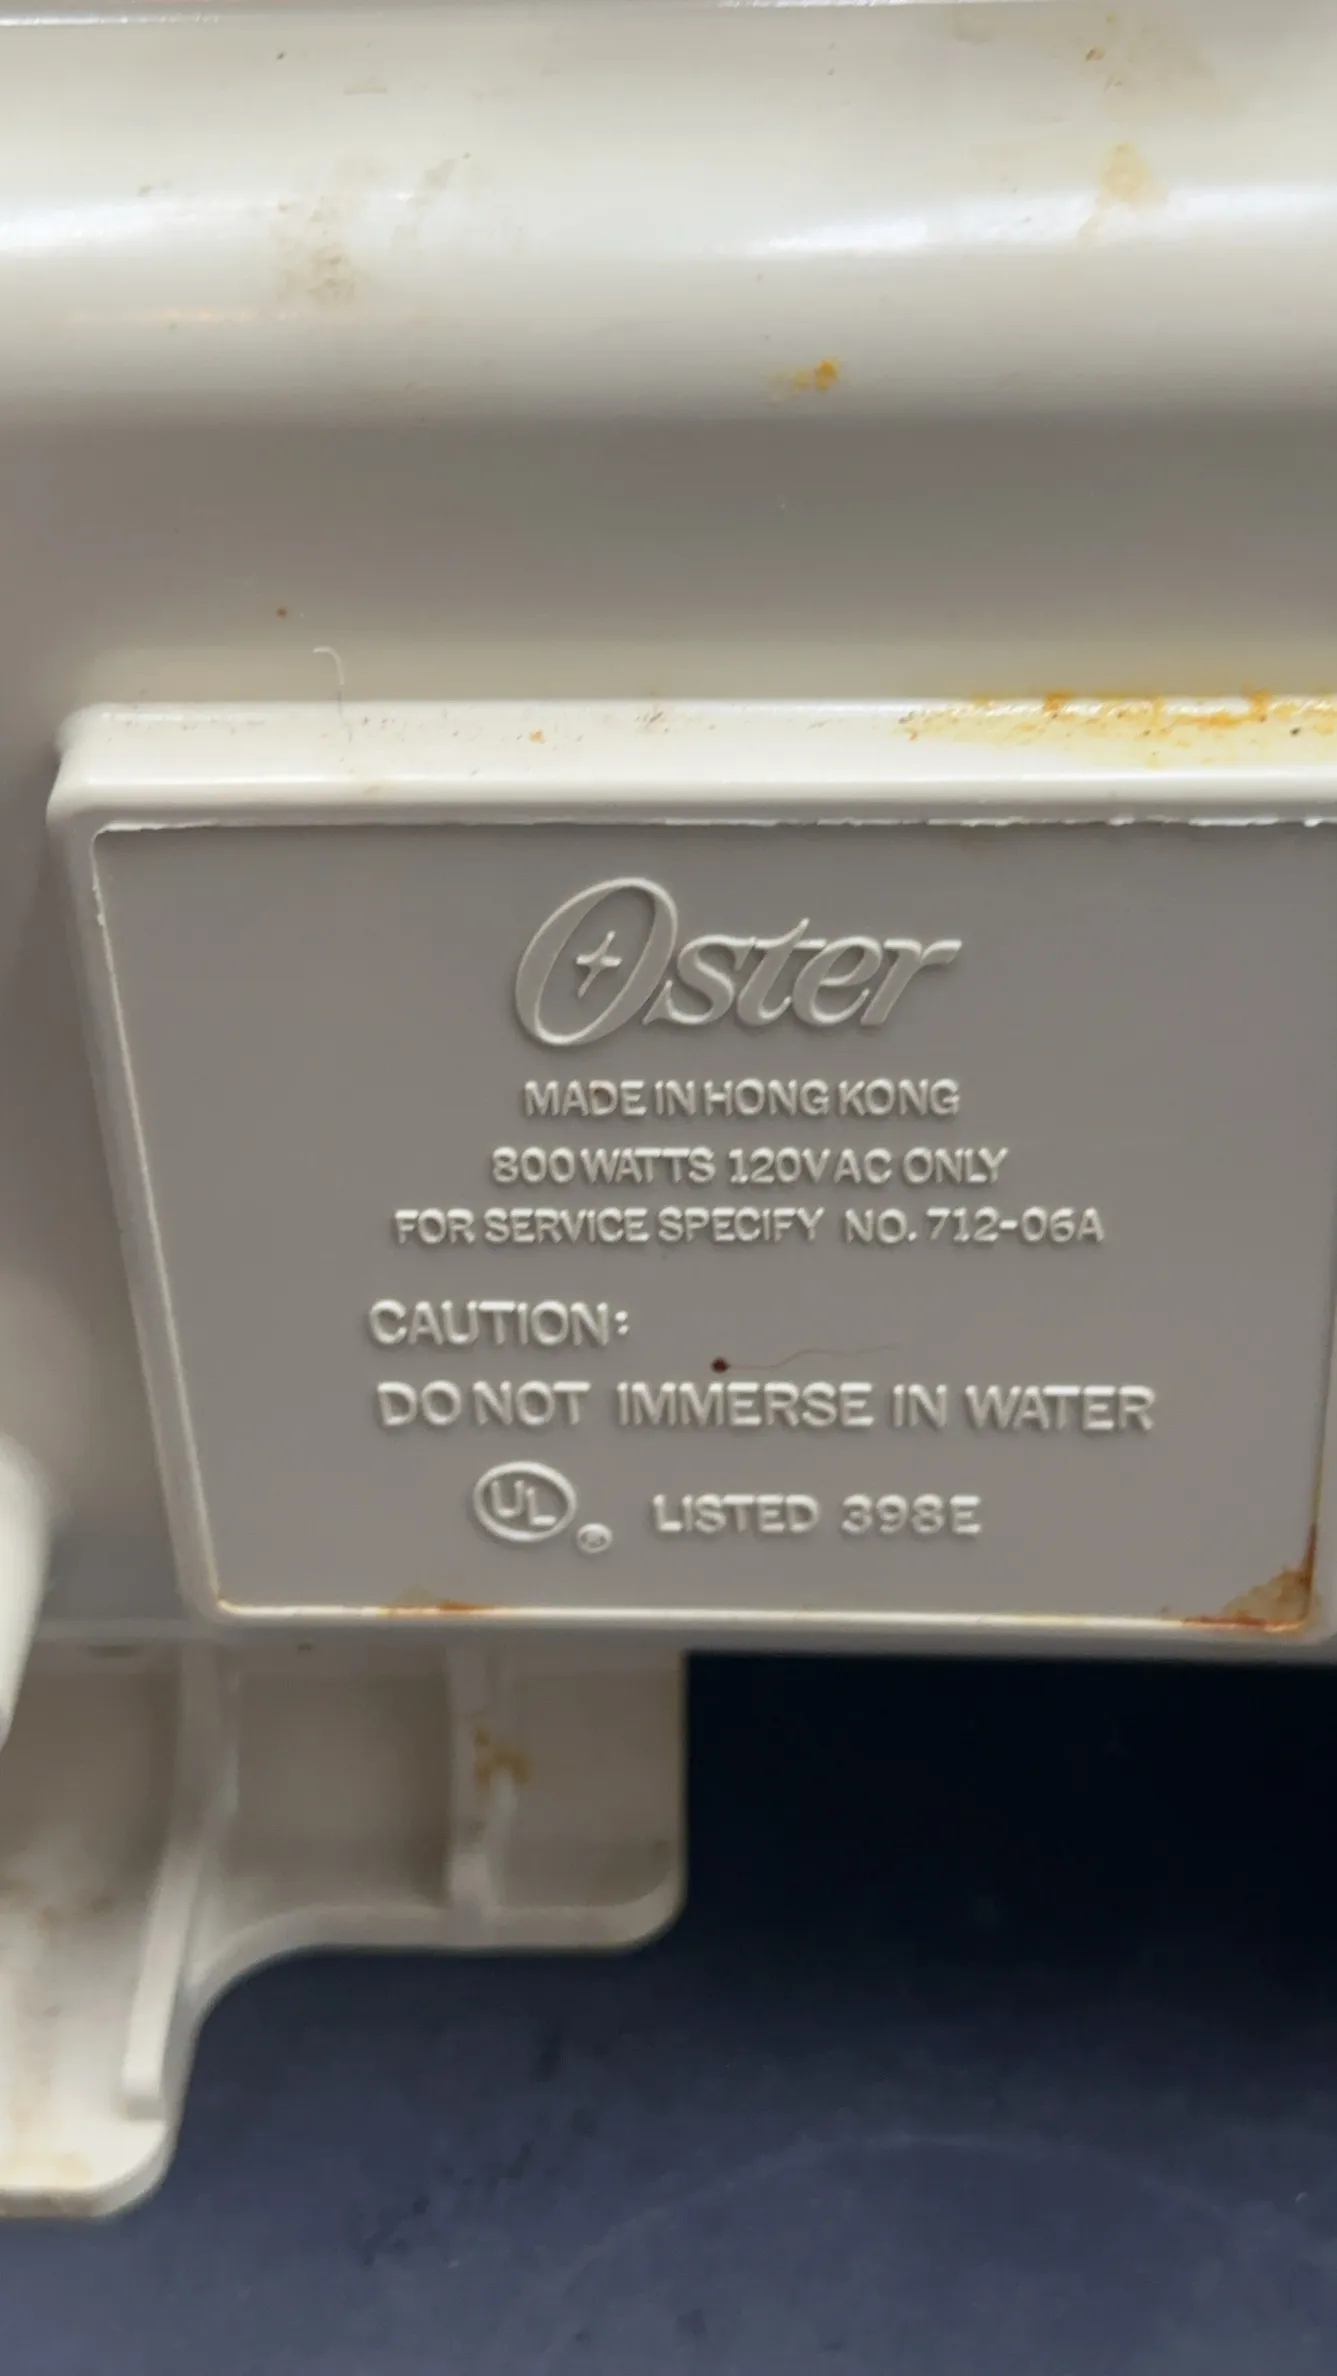 Oster
MADE IN HONG KONG
800 WATTS 120V AC ONLY
FOR SERVICE SPECIFY NO. 712-06A
CAUTION:
DO NOT IMMERSE IN WATER
UL ® LISTED 398E